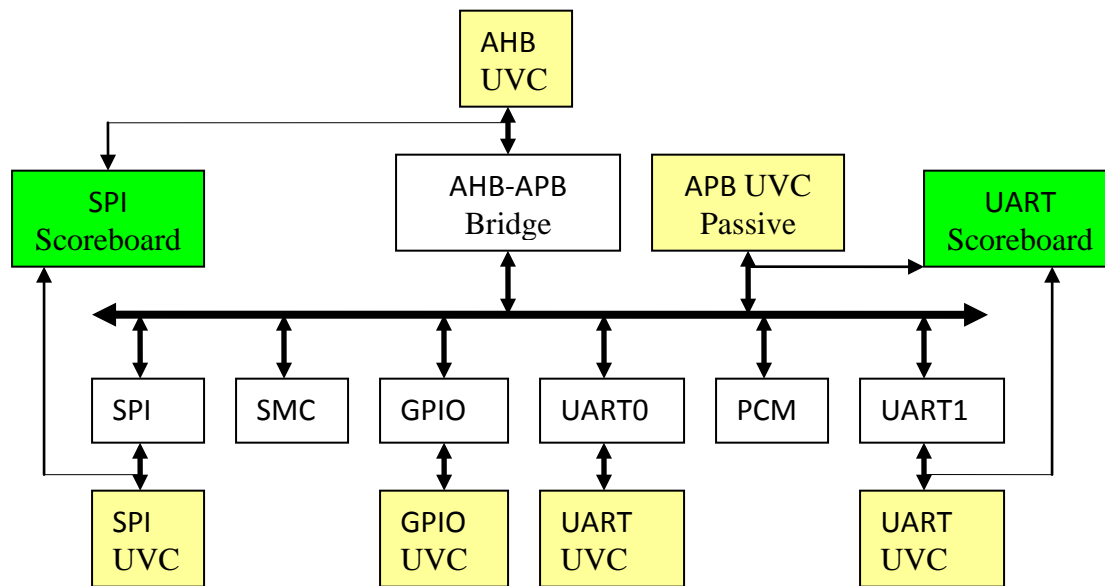 AHB
UVC
SPI
Scoreboard
AHB-APB
Bridge
APB UVC
Passive
UART
Scoreboard
SPI
SMC
GPIO
UART0
PCM
UART1
SPI
UVC
GPIO
UVC
UART
UVC
UART
UVC